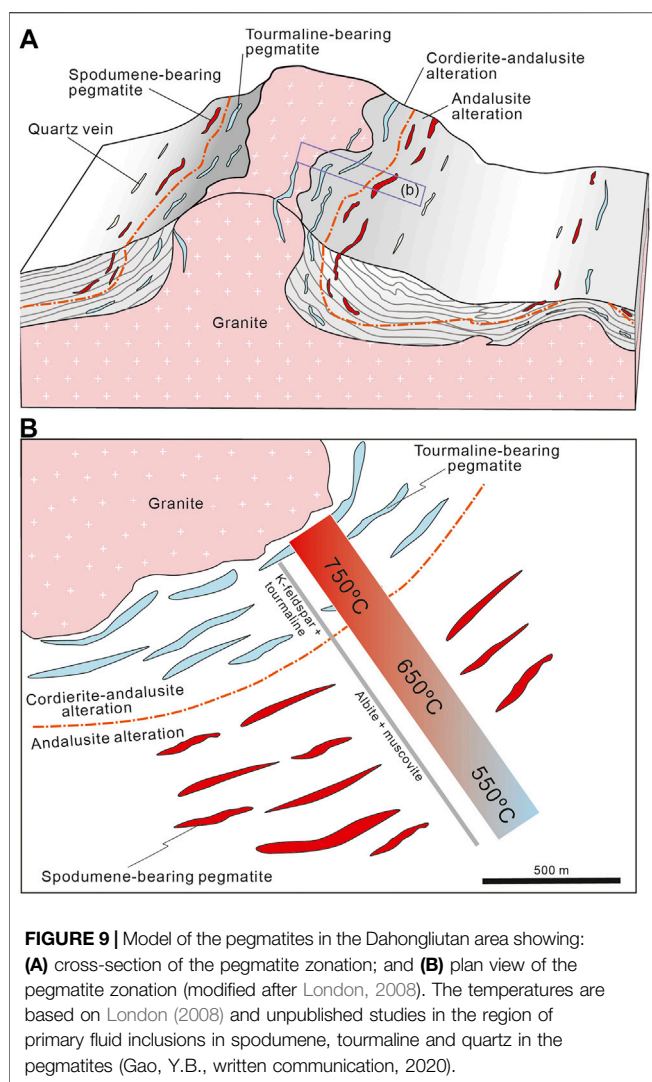 A
Tourmaline-bearing
pegmatite
Spodumene-bearing
pegmatite
Quartz vein
Cordierite-andalusite
alteration
Andalusite
alteration
(b)
Granite
B
Tourmaline-bearing
pegmatite
Granite
750ºC
K-feldspar +
tourmaline
650ºC
Albite + muscovite
550ºC
Cordierite-andalusite
alteration
Andalusite alteration
Spodumene-bearing
pegmatite
500 m
FIGURE 9 | Model of the pegmatites in the Dahongliutan area showing:
(A) cross-section of the pegmatite zonation; and (B) plan view of the
pegmatite zonation (modified after London, 2008). The temperatures are
based on London (2008) and unpublished studies in the region of
primary fluid inclusions in spodumene, tourmaline and quartz in the
pegmatites (Gao, Y.B., written communication, 2020).